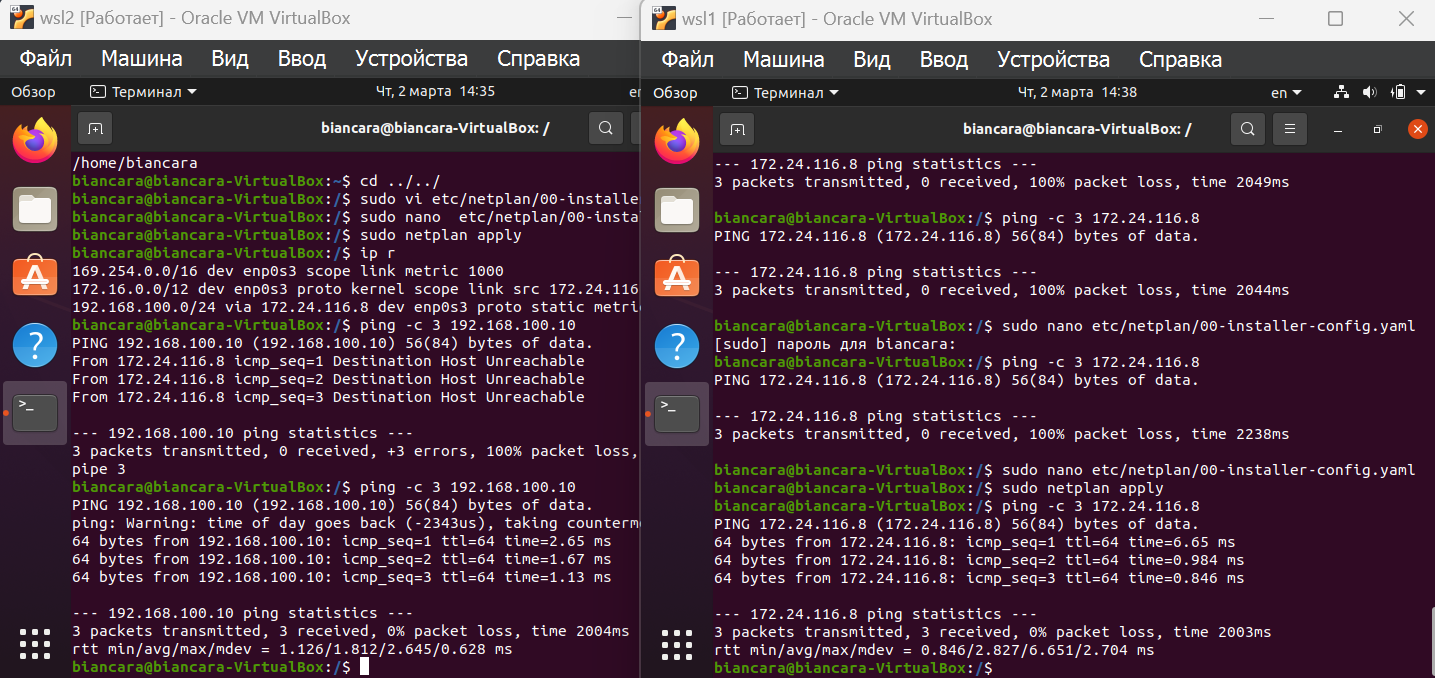 wsl2 [Работает] - Oracle VM VirtualBox
Файл Машина Вид Ввод Устройства Справка
Обзор Терминал Чт, 2 марта 14:35 en
biancara@biancara-VirtualBox: /
/home/biancara
biancara@biancara-VirtualBox:~$ cd ../../
biancara@biancara-VirtualBox:/$ sudo vi etc/netplan/00-installe
biancara@biancara-VirtualBox:/$ sudo nano  etc/netplan/00-insta
biancara@biancara-VirtualBox:/$ sudo netplan apply
biancara@biancara-VirtualBox:/$ ip r
169.254.0.0/16 dev enp0s3 scope link metric 1000
172.16.0.0/12 dev enp0s3 proto kernel scope link src 172.24.116
192.168.100.0/24 via 172.24.116.8 dev enp0s3 proto static metri
biancara@biancara-VirtualBox:/$ ping -c 3 192.168.100.10
PING 192.168.100.10 (192.168.100.10) 56(84) bytes of data.
From 172.24.116.8 icmp_seq=1 Destination Host Unreachable
From 172.24.116.8 icmp_seq=2 Destination Host Unreachable
From 172.24.116.8 icmp_seq=3 Destination Host Unreachable
--- 192.168.100.10 ping statistics ---
3 packets transmitted, 0 received, +3 errors, 100% packet loss,
pipe 3
biancara@biancara-VirtualBox:/$ ping -c 3 192.168.100.10
PING 192.168.100.10 (192.168.100.10) 56(84) bytes of data.
ping: Warning: time of day goes back (-2343us), taking counterm
64 bytes from 192.168.100.10: icmp_seq=1 ttl=64 time=2.65 ms
64 bytes from 192.168.100.10: icmp_seq=2 ttl=64 time=1.67 ms
64 bytes from 192.168.100.10: icmp_seq=3 ttl=64 time=1.13 ms
--- 192.168.100.10 ping statistics ---
3 packets transmitted, 3 received, 0% packet loss, time 2004ms
rtt min/avg/max/mdev = 1.126/1.812/2.645/0.628 ms
biancara@biancara-VirtualBox:/$
wsl1 [Работает] - Oracle VM VirtualBox
Файл Машина Вид Ввод Устройства Справка
Обзор Терминал Чт, 2 марта 14:38 en
biancara@biancara-VirtualBox: /
--- 172.24.116.8 ping statistics ---
3 packets transmitted, 0 received, 100% packet loss, time 2049ms
biancara@biancara-VirtualBox:/$ ping -c 3 172.24.116.8
PING 172.24.116.8 (172.24.116.8) 56(84) bytes of data.
--- 172.24.116.8 ping statistics ---
3 packets transmitted, 0 received, 100% packet loss, time 2044ms
biancara@biancara-VirtualBox:/$ sudo nano etc/netplan/00-installer-config.yaml
[sudo] пароль для biancara:
biancara@biancara-VirtualBox:/$ ping -c 3 172.24.116.8
PING 172.24.116.8 (172.24.116.8) 56(84) bytes of data.
--- 172.24.116.8 ping statistics ---
3 packets transmitted, 0 received, 100% packet loss, time 2238ms
biancara@biancara-VirtualBox:/$ sudo nano etc/netplan/00-installer-config.yaml
biancara@biancara-VirtualBox:/$ sudo netplan apply
biancara@biancara-VirtualBox:/$ ping -c 3 172.24.116.8
PING 172.24.116.8 (172.24.116.8) 56(84) bytes of data.
64 bytes from 172.24.116.8: icmp_seq=1 ttl=64 time=6.65 ms
64 bytes from 172.24.116.8: icmp_seq=2 ttl=64 time=0.984 ms
64 bytes from 172.24.116.8: icmp_seq=3 ttl=64 time=0.846 ms
--- 172.24.116.8 ping statistics ---
3 packets transmitted, 3 received, 0% packet loss, time 2003ms
rtt min/avg/max/mdev = 0.846/2.827/6.651/2.704 ms
biancara@biancara-VirtualBox:/$